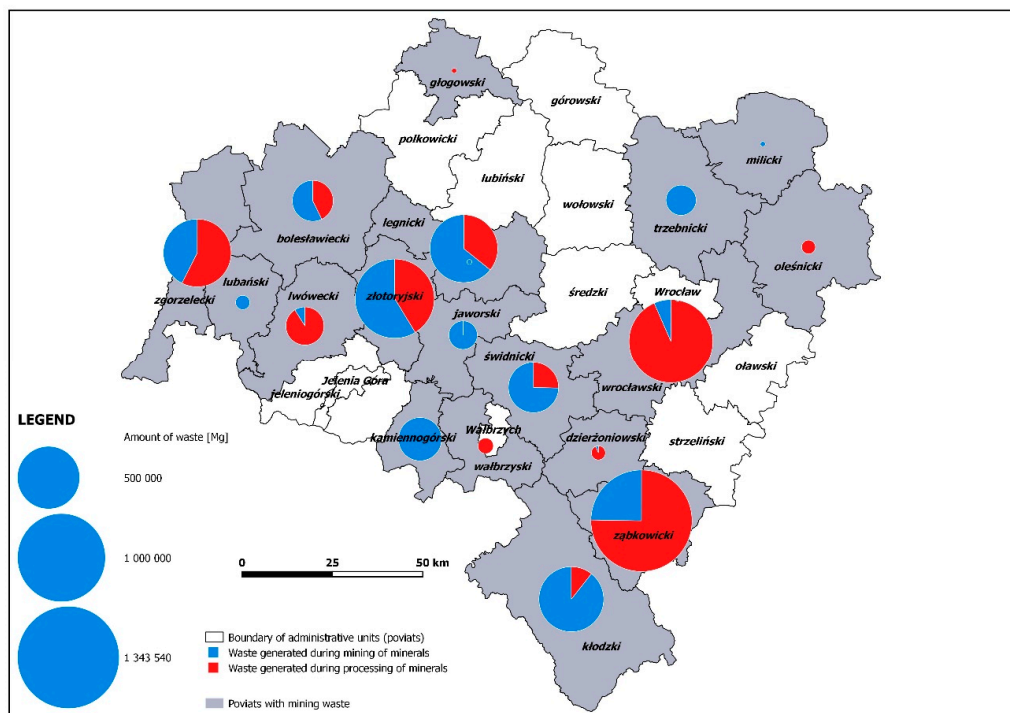 głogowski
górowski
polkowicki
milicki
lubiński
wołowski
legnicki
trzebnicki
bolesławiecki
oleśnicki
lubański
złotoryjski
średzki
Wrocław
zgorzelecki
lwówecki
jaworski
świdnicki
oławski
Jelenia Góra
wrocławski
jeleniogórski
kamiennogórski
Wałbrzych
dzierżoniowski
strzeliński
wałbrzyski
ząbkowicki
kłodzki
LEGEND
Amount of waste [Mg]
500 000
1 000 000
1 343 540
0 25 50 km
Boundary of administrative units (poviats)
Waste generated during mining of minerals
Waste generated during processing of minerals
Poviats with mining waste